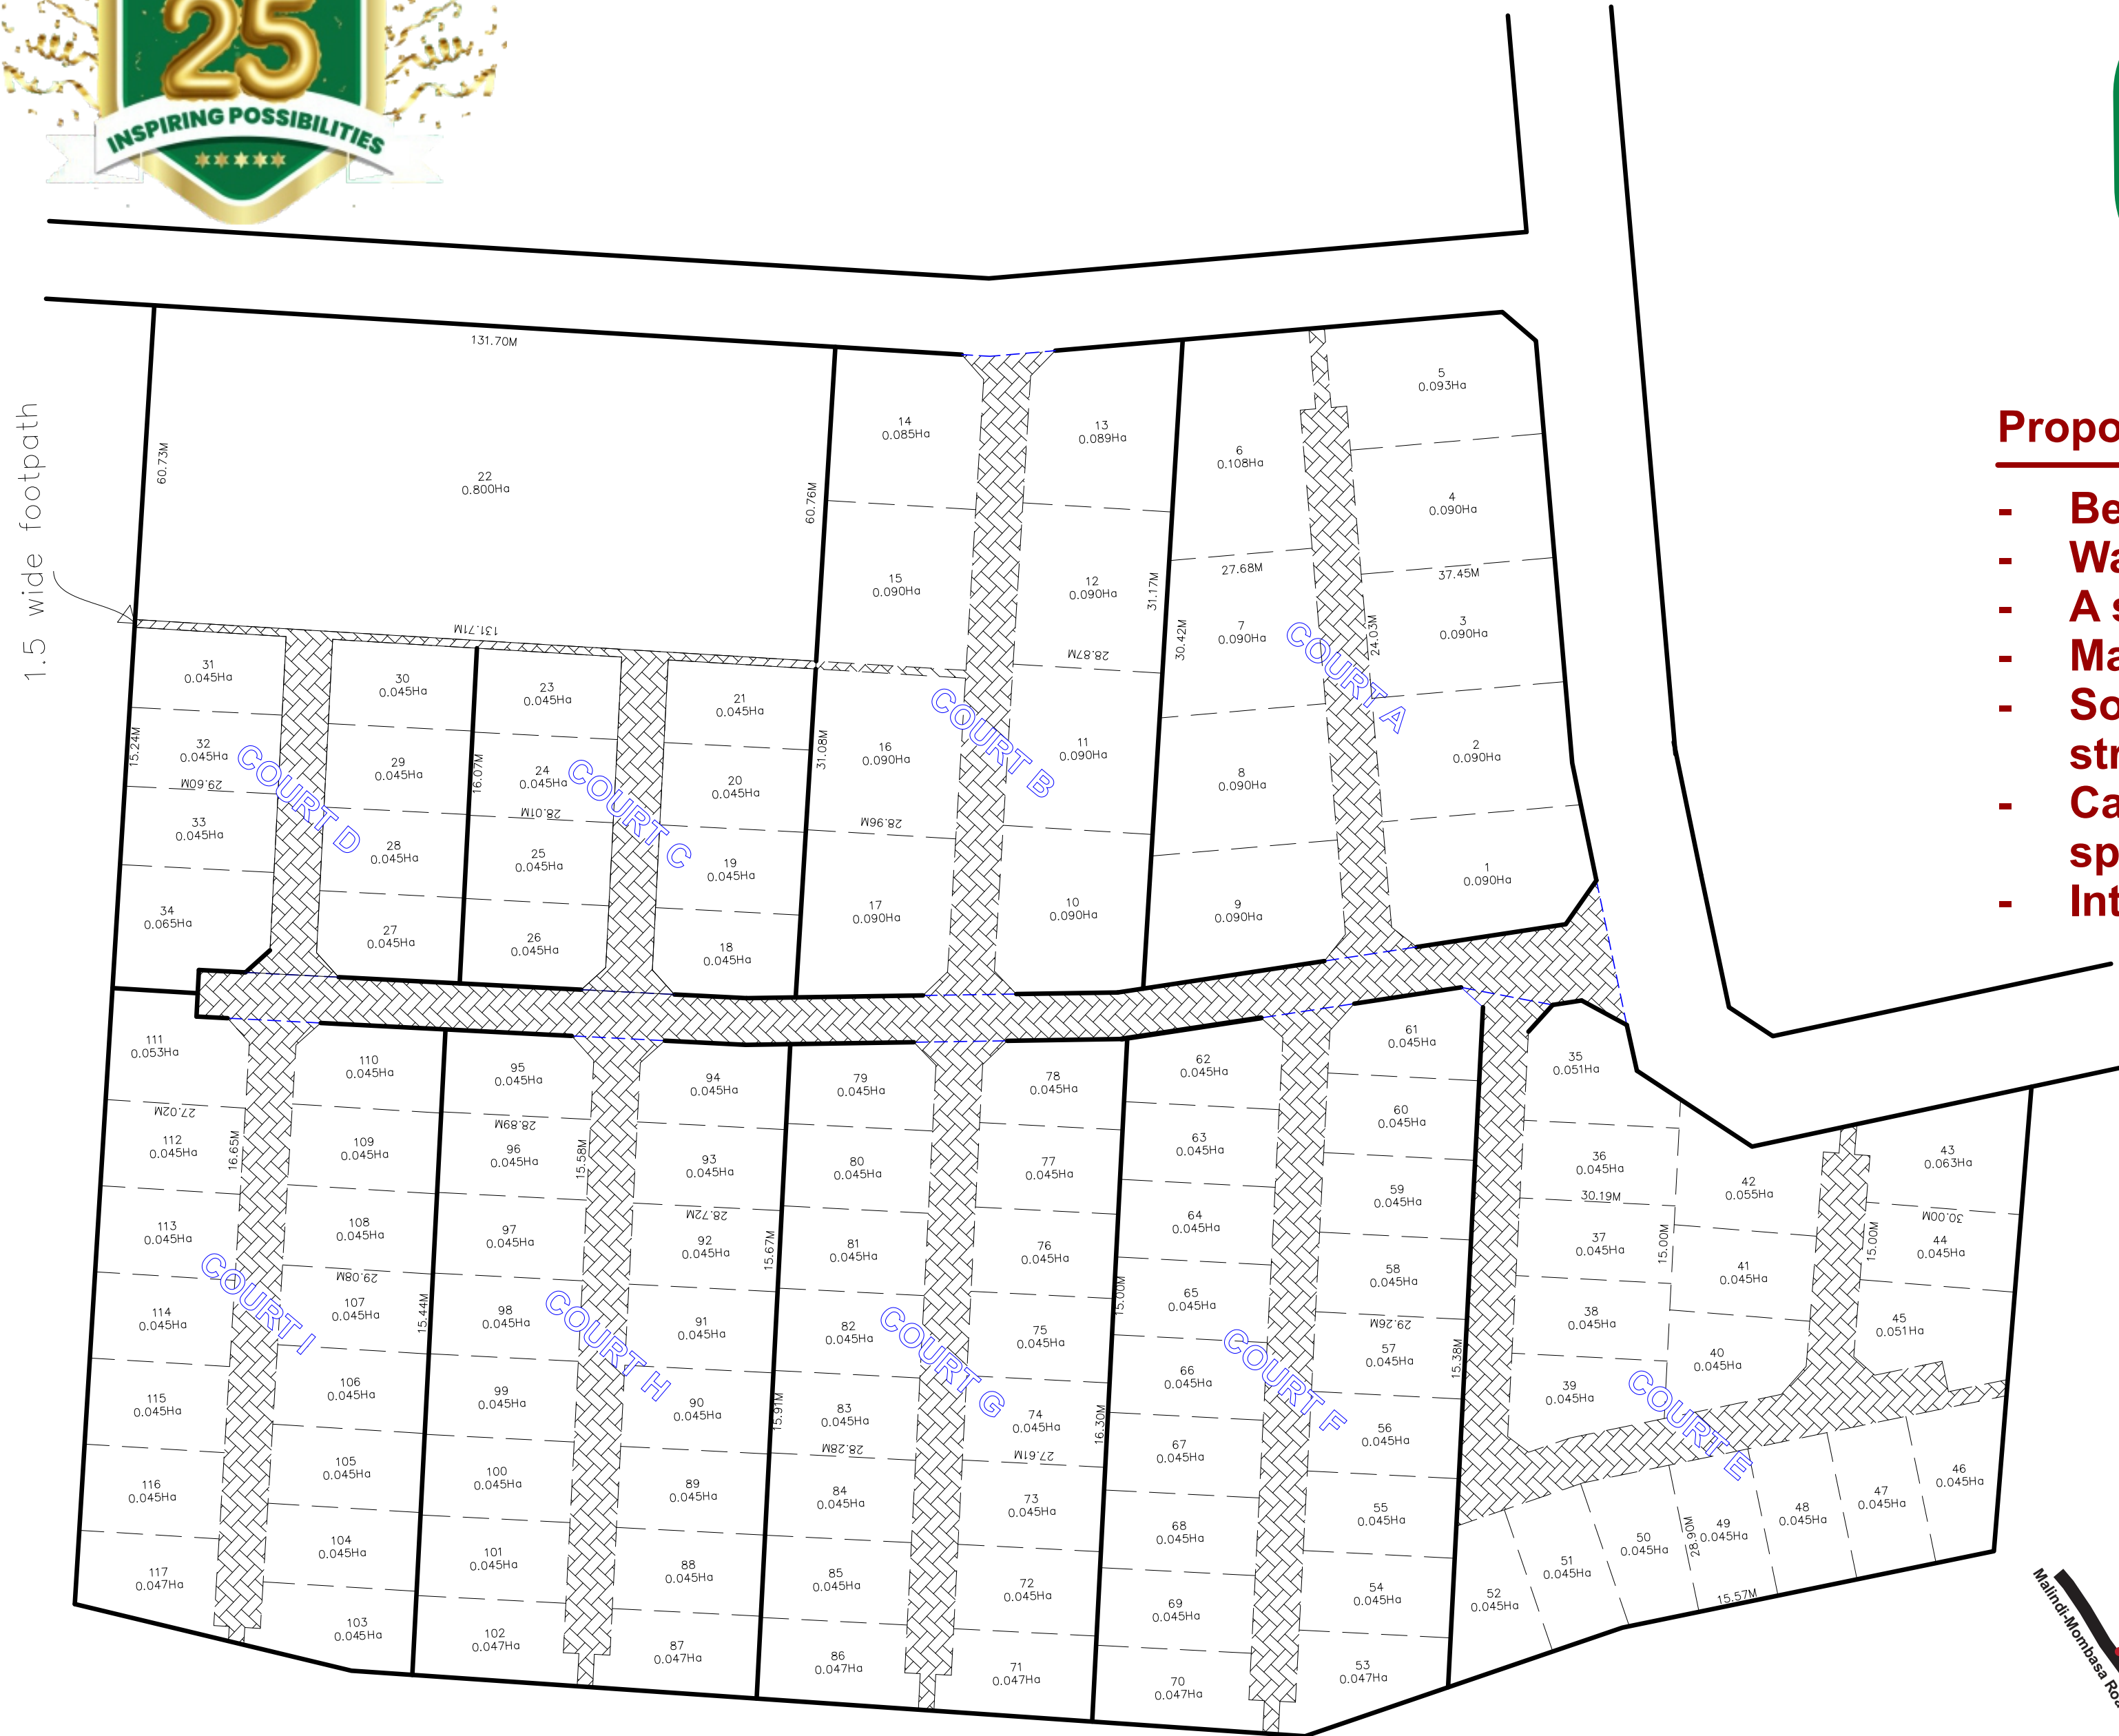 25
INSPIRING POSSIBILITIES
1.5 wide footpath
131.70M
60.73M
22
0.800Ha
60.76M
131.71M
14
0.085Ha
13
0.089Ha
15
0.090Ha
12
0.090Ha
31.17M
28.87M
16
0.090Ha
11
0.090Ha
31.08M
28.96M
17
0.090Ha
10
0.090Ha
COURT B
5
0.093Ha
6
0.108Ha
4
0.090Ha
27.68M
37.45M
7
0.090Ha
3
0.090Ha
30.42M
24.03M
COURT A
8
0.090Ha
2
0.090Ha
9
0.090Ha
1
0.090Ha
31
0.045Ha
30
0.045Ha
32
0.045Ha
29
0.045Ha
15.24M
29.60M
33
0.045Ha
28
0.045Ha
34
0.065Ha
27
0.045Ha
COURT D
16.07M
23
0.045Ha
21
0.045Ha
24
0.045Ha
20
0.045Ha
28.01M
25
0.045Ha
19
0.045Ha
26
0.045Ha
18
0.045Ha
COURT C
111
0.053Ha
110
0.045Ha
27.02M
112
0.045Ha
16.65M
109
0.045Ha
113
0.045Ha
108
0.045Ha
29.08M
114
0.045Ha
107
0.045Ha
15.44M
115
0.045Ha
106
0.045Ha
116
0.045Ha
105
0.045Ha
117
0.047Ha
104
0.045Ha
103
0.045Ha
COURT I
95
0.045Ha
94
0.045Ha
28.89M
96
0.045Ha
15.58M
93
0.045Ha
97
0.045Ha
28.72M
92
0.045Ha
15.67M
98
0.045Ha
91
0.045Ha
99
0.045Ha
90
0.045Ha
15.91M
100
0.045Ha
89
0.045Ha
101
0.045Ha
88
0.045Ha
102
0.047Ha
87
0.047Ha
COURT H
79
0.045Ha
78
0.045Ha
80
0.045Ha
77
0.045Ha
81
0.045Ha
76
0.045Ha
82
0.045Ha
75
0.045Ha
15.00M
83
0.045Ha
74
0.045Ha
28.28M
27.61M
16.30M
84
0.045Ha
73
0.045Ha
85
0.045Ha
72
0.045Ha
86
0.047Ha
71
0.047Ha
COURT G
62
0.045Ha
61
0.045Ha
63
0.045Ha
60
0.045Ha
64
0.045Ha
59
0.045Ha
65
0.045Ha
58
0.045Ha
29.26M
66
0.045Ha
57
0.045Ha
15.38M
67
0.045Ha
56
0.045Ha
68
0.045Ha
55
0.045Ha
69
0.045Ha
54
0.045Ha
70
0.047Ha
53
0.047Ha
COURT F
35
0.051Ha
36
0.045Ha
30.19M
42
0.055Ha
43
0.063Ha
30.00M
37
0.045Ha
15.00M
41
0.045Ha
15.00M
44
0.045Ha
38
0.045Ha
40
0.045Ha
45
0.051Ha
39
0.045Ha
COURT E
46
0.045Ha
47
0.045Ha
48
0.045Ha
49
0.045Ha
28.90M
50
0.045Ha
51
0.045Ha
52
0.045Ha
15.57M
Propo
- Be
- Wa
- A s
- Ma
- So
str
- Ca
sp
- Int
Malindi-Mombasa Roa